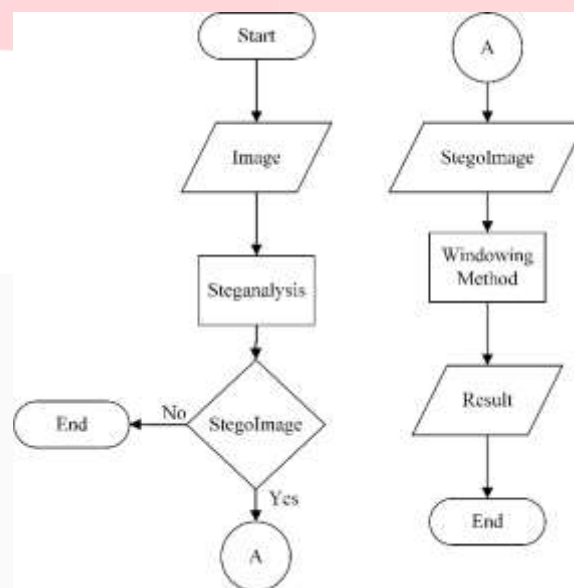 Start
Image
Steganalysis
StegoImage
No
End
Yes
A
A
StegoImage
Windowing
Method
Result
End